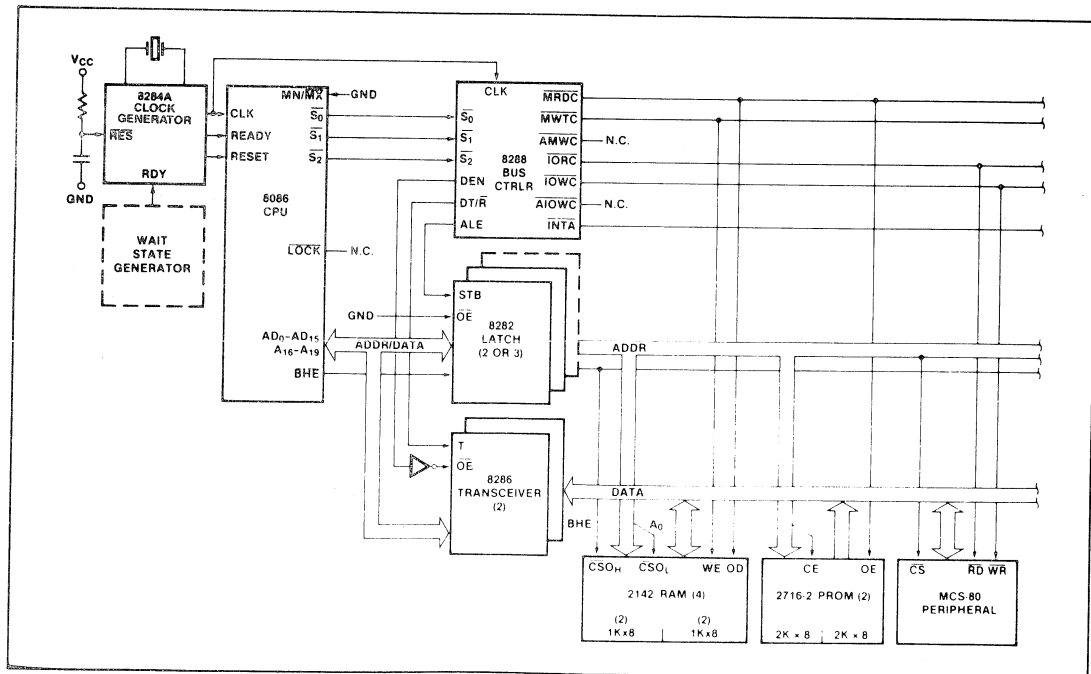 VCC
8284A
CLOCK
GENERATOR
RES
RDY
GND
WAIT
STATE
GENERATOR
MN/MX
GND
CLK
READY
RESET
S0
S1
S2
8086
CPU
LOCK
N.C.
AD0-AD15
A16-A19
BHE
ADDR/DATA
CLK
S0
S1
S2
DEN
DT/R
ALE
8288
BUS
CTRLR
MRDC
MWTC
AMWC
N.C.
IORC
IOWC
AIOWC
N.C.
INTA
STB
GND
OE
8282
LATCH
(2 OR 3)
ADDR
T
OE
8286
TRANSCEIVER
(2)
DATA
BHE
A0
CSOH
CSOL
WE OD
2142 RAM (4)
(2)
1K x 8
(2)
1K x 8
CE
OE
2716-2 PROM (2)
2K × 8
2K × 8
CS
RD WR
MCS-80
PERIPHERAL